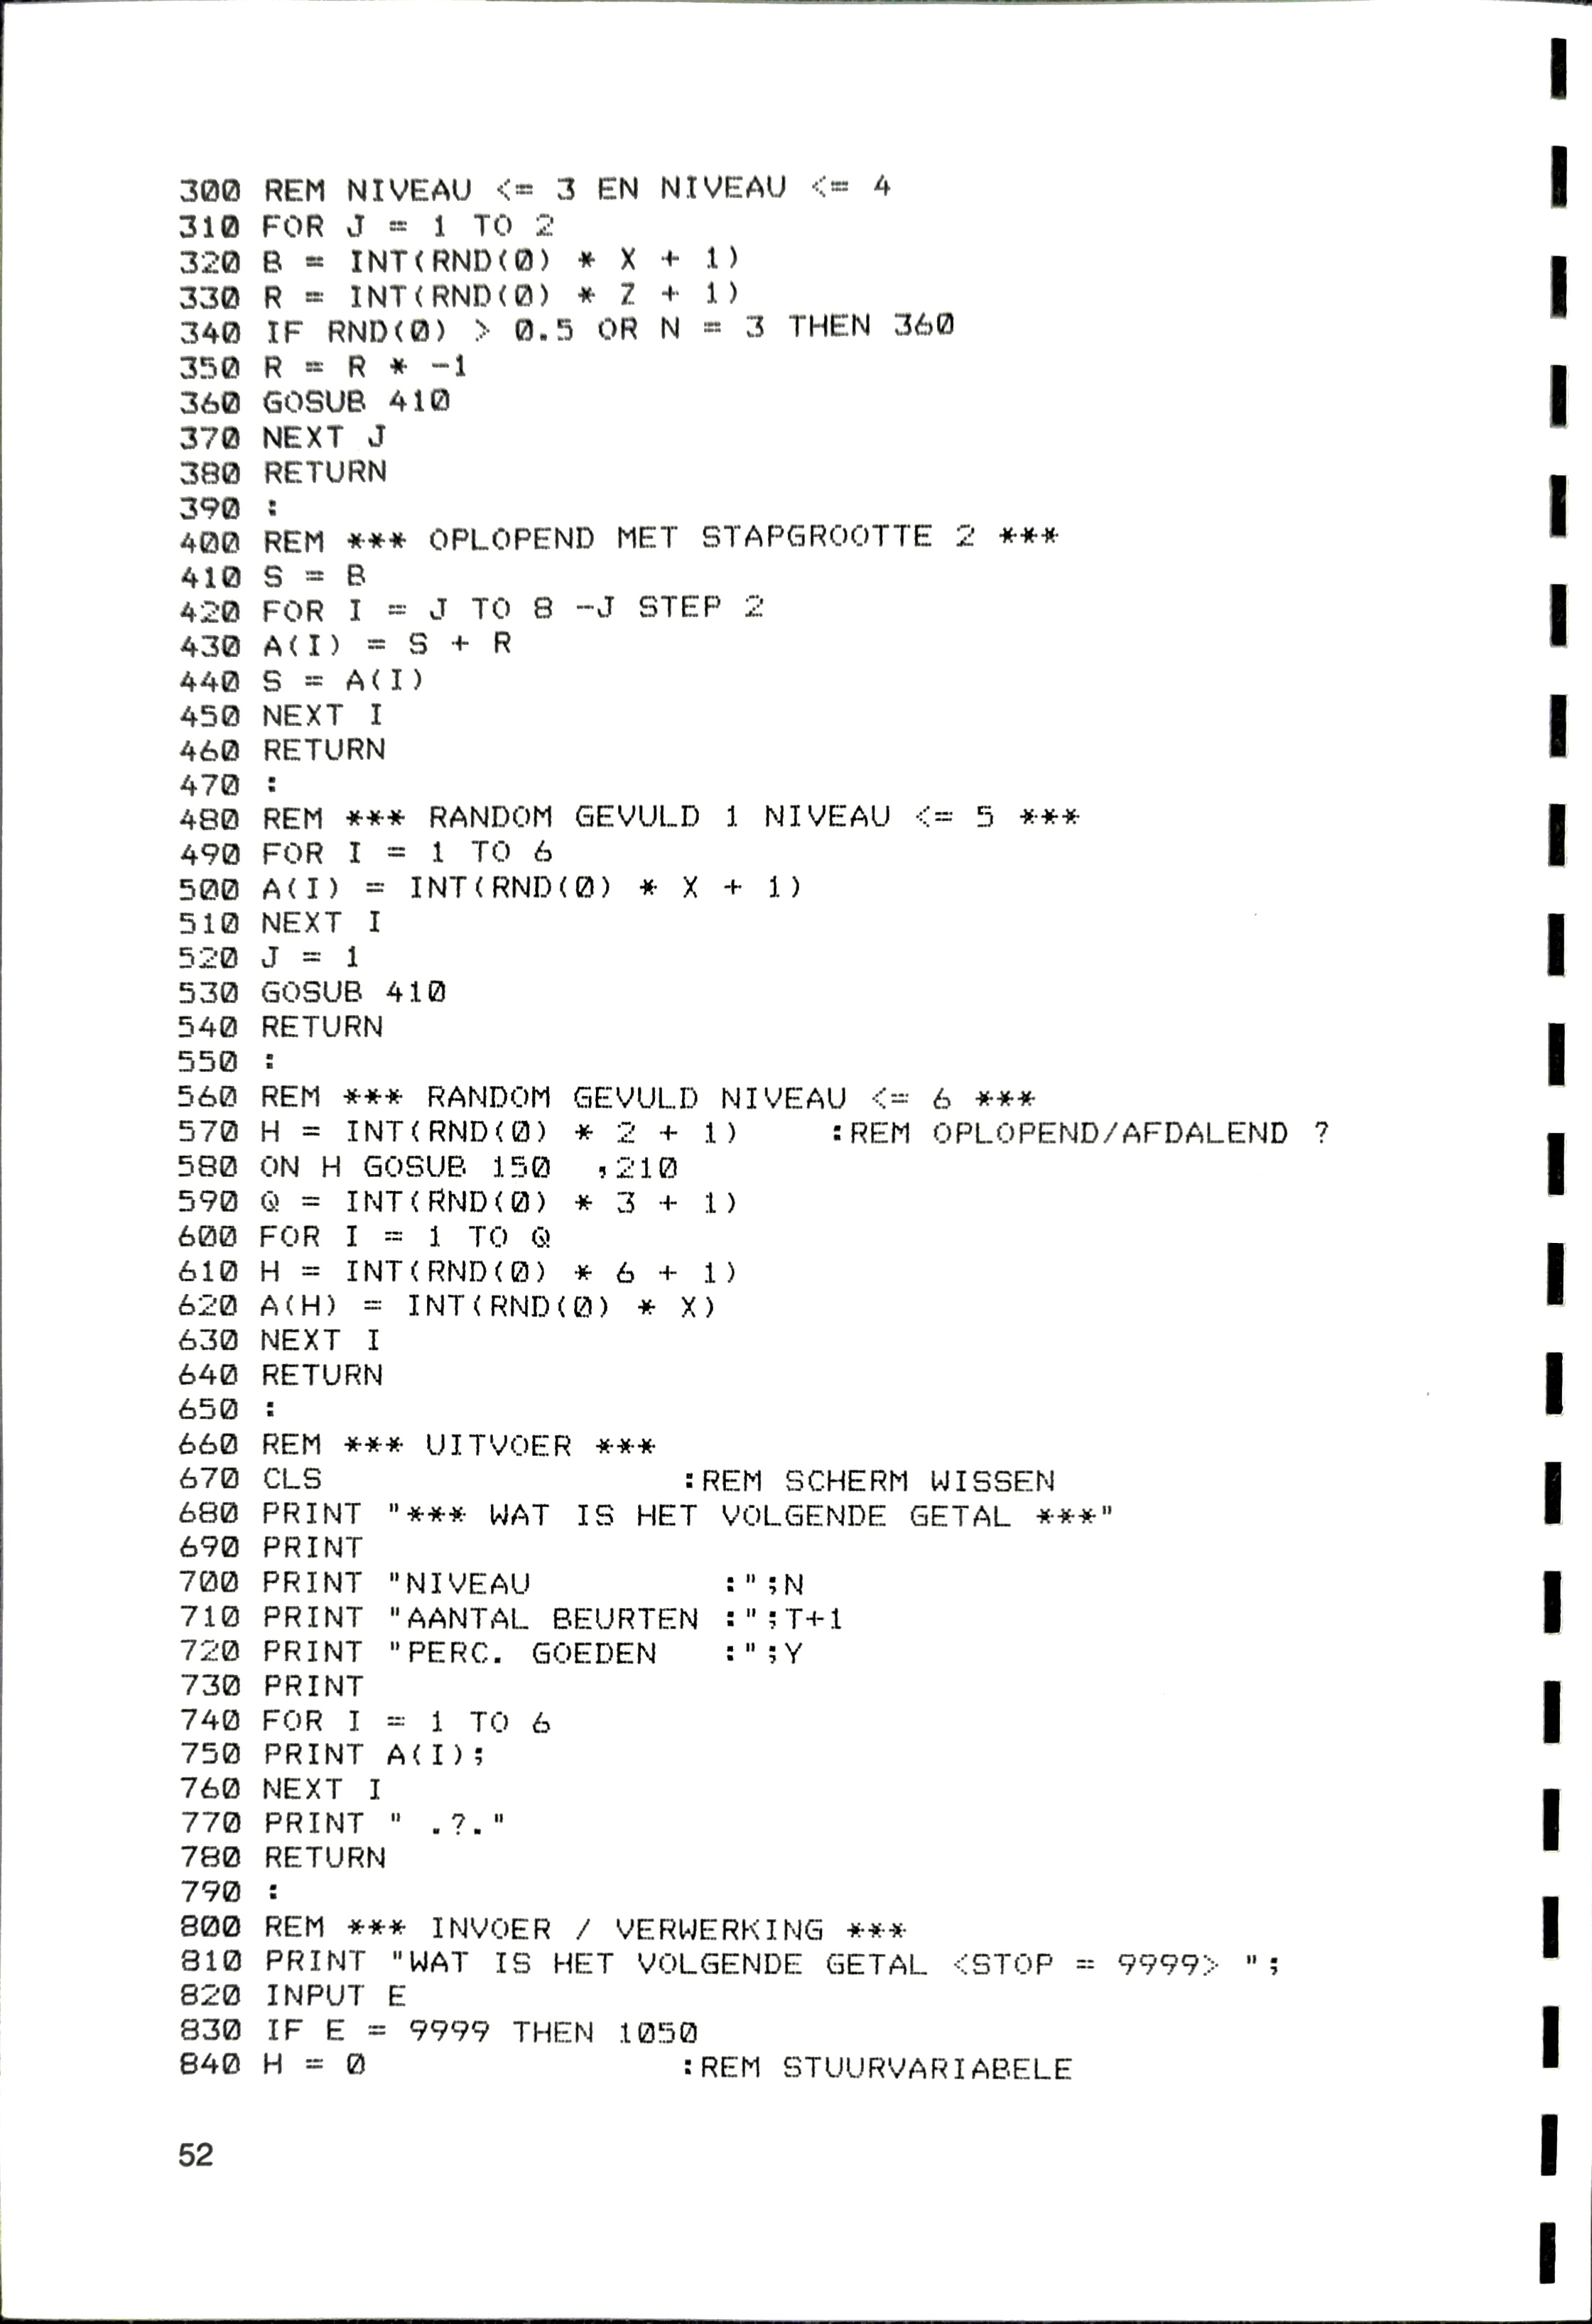 300 REM NIVEAU <= 3 EN NIVEAU <= 4
310 FOR J = 1 TO 2
320 B = INT(RND(0) * X + 1)
330 R = INT(RND(0) * Z + 1)
340 IF RND(0) > 0.5 OR N = 3 THEN 360
350 R = R * -1
360 GOSUB 410
370 NEXT J
380 RETURN
390 :
400 REM *** OPLOPEND MET STAPGROOTTE 2 ***
410 S = B
420 FOR I = J TO 8 -J STEP 2
430 A(I) = S + R
440 S = A(I)
450 NEXT I
460 RETURN
470 :
480 REM *** RANDOM GEVULD 1 NIVEAU <= 5 ***
490 FOR I = 1 TO 6
500 A(I) = INT(RND(0) * X + 1)
510 NEXT I
520 J = 1
530 GOSUB 410
540 RETURN
550 :
560 REM *** RANDOM GEVULD NIVEAU <= 6 ***
570 H = INT(RND(0) * 2 + 1)     :REM OPLOPEND/AFDALEND ?
580 ON H GOSUB 150  ,210
590 Q = INT(RND(0) * 3 + 1)
600 FOR I = 1 TO Q
610 H = INT(RND(0) * 6 + 1)
620 A(H) = INT(RND(0) * X)
630 NEXT I
640 RETURN
650 :
660 REM *** UITVOER ***
670 CLS                  :REM SCHERM WISSEN
680 PRINT "*** WAT IS HET VOLGENDE GETAL ***"
690 PRINT
700 PRINT "NIVEAU         :";N
710 PRINT "AANTAL BEURTEN :";T+1
720 PRINT "PERC. GOEDEN   :";Y
730 PRINT
740 FOR I = 1 TO 6
750 PRINT A(I);
760 NEXT I
770 PRINT " .?."
780 RETURN
790 :
800 REM *** INVOER / VERWERKING ***
810 PRINT "WAT IS HET VOLGENDE GETAL <STOP = 9999> ";
820 INPUT E
830 IF E = 9999 THEN 1050
840 H = 0                :REM STUURVARIABELE
52